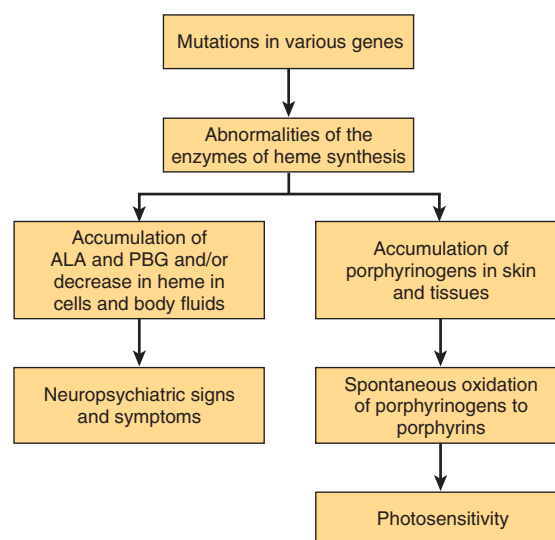 Mutations in various genes
Abnormalities of the
enzymes of heme synthesis
Accumulation of
ALA and PBG and/or
decrease in heme in
cells and body fluids
Accumulation of
porphyrinogens in skin
and tissues
Neuropsychiatric signs
and symptoms
Spontaneous oxidation
of porphyrinogens to
porphyrins
Photosensitivity